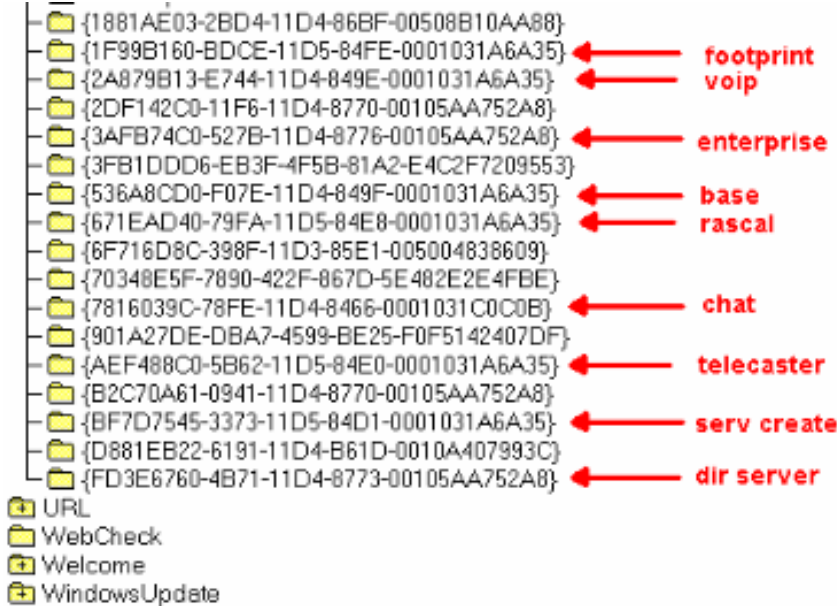 {1881AE03-2BD4-11D4-86BF-00508B10AA88}
{1F99B160-BDCE-11D5-84FE-0001031A6A35} footprint
{2A879B13-E744-11D4-849E-0001031A6A35} voip
{2DF142C0-11F6-11D4-8770-00105AA752A8}
{3AFB74C0-527B-11D4-8776-00105AA752A8} enterprise
{3FB1DDD6-EB3F-4F5B-81A2-E4C2F7209553}
{536A8CD0-F07E-11D4-849F-0001031A6A35} base
{671EAD40-79FA-11D5-84E8-0001031A6A35} rascal
{6F716D8C-398F-11D3-85E1-005004838609}
{70348E5F-7890-422F-867D-5E482E2E4FBE}
{7816039C-78FE-11D4-8466-0001031C0C0B} chat
{901A27DE-DBA7-4599-BE25-F0F5142407DF}
{AEF488C0-5B62-11D5-84E0-0001031A6A35} telecaster
{B2C70A61-0941-11D4-8770-00105AA752A8}
{BF7D7545-3373-11D5-84D1-0001031A6A35} serv create
{D881EB22-6191-11D4-B61D-0010A407993C}
{FD3E6760-4B71-11D4-8773-00105AA752A8} dir server
URL
WebCheck
Welcome
WindowsUpdate